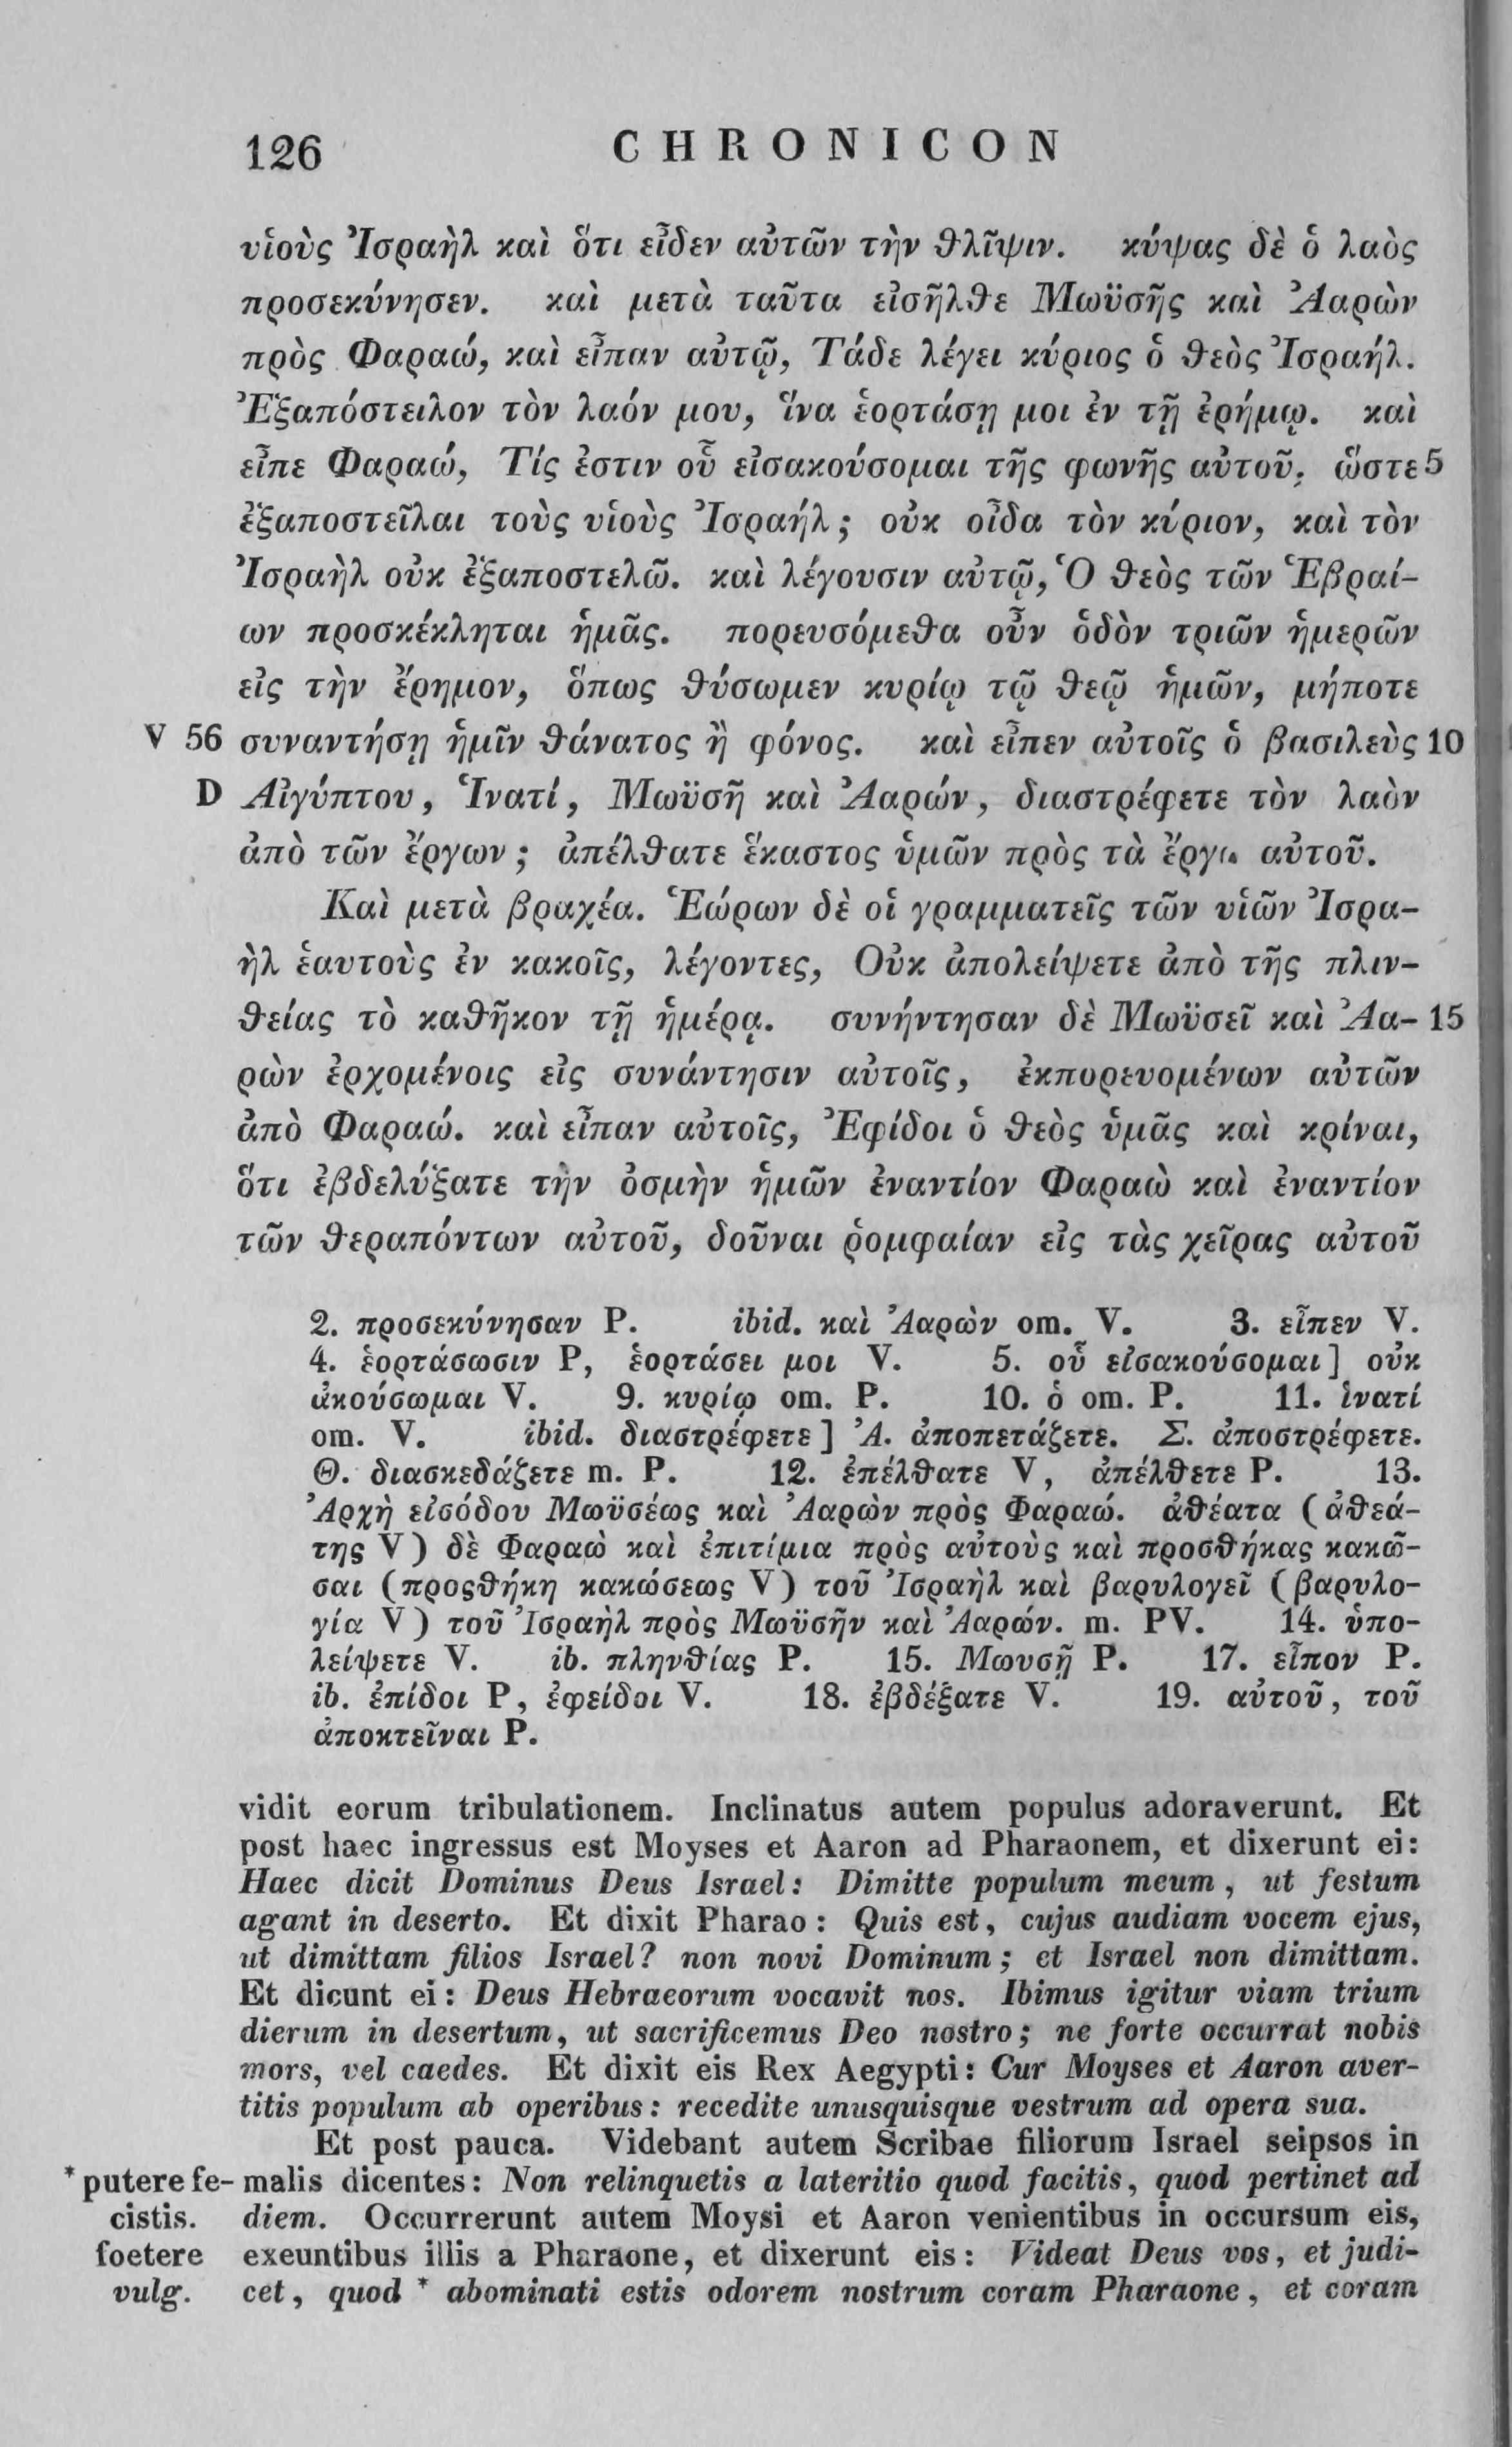 126 CHRONICON
υἱοὺς Ἰσραὴλ καὶ ὅτι εἶδεν αὐτῶν τὴν θλῖψιν. κύψας δὲ ὁ λαὸς
προσεκύνησεν. καὶ μετὰ ταῦτα εἰσῆλθε Μωϋσῆς καὶ Ἀαρὼν
πρὸς Φαραώ, καὶ εἶπαν αὐτῷ, Τάδε λέγει κύριος ὁ θεὸς Ἰσραήλ.
Ἐξαπόστειλον τὸν λαόν μου, ἵνα ἑορτάσῃ μοι ἐν τῇ ἐρήμῳ. καὶ
εἶπε Φαραώ, Τίς ἐστιν οὗ εἰσακούσομαι τῆς φωνῆς αὐτοῦ, ὥστε 5
ἐξαποστεῖλαι τοὺς υἱοὺς Ἰσραήλ; οὐκ οἶδα τὸν κύριον, καὶ τὸν
Ἰσραὴλ οὐκ ἐξαποστελῶ. καὶ λέγουσιν αὐτῷ, Ὁ θεὸς τῶν Ἑβραί-
ων προσκέκληται ἡμᾶς. πορευσόμεθα οὖν ὁδὸν τριῶν ἡμερῶν
εἰς τὴν ἔρημον, ὅπως θύσωμεν κυρίῳ τῷ θεῷ ἡμῶν, μήποτε
V 56 συναντήσῃ ἡμῖν θάνατος ἢ φόνος. καὶ εἶπεν αὐτοῖς ὁ βασιλεὺς 10
D Αἰγύπτου, Ἱνατί, Μωϋσῆ καὶ Ἀαρών, διαστρέφετε τὸν λαὸν
ἀπὸ τῶν ἔργων; ἀπέλθατε ἕκαστος ὑμῶν πρὸς τὰ ἔργα αὐτοῦ.
Καὶ μετὰ βραχέα. Ἑώρων δὲ οἱ γραμματεῖς τῶν υἱῶν Ἰσρα-
ὴλ ἑαυτοὺς ἐν κακοῖς, λέγοντες, Οὐκ ἀπολείψετε ἀπὸ τῆς πλιν-
θείας τὸ καθῆκον τῇ ἡμέρᾳ. συνήντησαν δὲ Μωϋσεῖ καὶ Ἀα- 15
ρὼν ἐρχομένοις εἰς συνάντησιν αὐτοῖς, ἐκπορευομένων αὐτῶν
ἀπὸ Φαραώ. καὶ εἶπαν αὐτοῖς, Ἐφίδοι ὁ θεὸς ὑμᾶς καὶ κρίναι,
ὅτι ἐβδελύξατε τὴν ὀσμὴν ἡμῶν ἐναντίον Φαραὼ καὶ ἐναντίον
τῶν θεραπόντων αὐτοῦ, δοῦναι ῥομφαίαν εἰς τὰς χεῖρας αὐτοῦ
2. προσεκύνησαν P. ibid. καὶ Ἀαρὼν om. V. 3. εἶπεν V.
4. ἑορτάσωσιν P, ἑορτάσει μοι V. 5. οὗ εἰσακούσομαι] οὐκ
ἀκούσωμαι V. 9. κυρίῳ om. P. 10. ὁ om. P. 11. ἱνατί
om. V. ibid. διαστρέφετε] Ἀ. ἀποπετάζετε. Σ. ἀποστρέφετε.
Θ. διασκεδάζετε m. P. 12. ἐπέλθατε V, ἀπέλθετε P. 13.
Ἀρχὴ εἰσόδου Μωϋσέως καὶ Ἀαρὼν πρὸς Φαραώ. ἀθέατα (ἀθεά-
της V) δὲ Φαραὼ καὶ ἐπιτίμια πρὸς αὐτοὺς καὶ προσθήκας κακῶ-
σαι (προςθήκη κακώσεως V) τοῦ Ἰσραὴλ καὶ βαρυλογεῖ (βαρυλο-
γία V) τοῦ Ἰσραὴλ πρὸς Μωϋσῆν καὶ Ἀαρών. m. PV. 14. ὑπο-
λείψετε V. ib. πληνθίας P. 15. Μωυσῇ P. 17. εἶπον P.
ib. ἐπίδοι P, ἐφείδοι V. 18. ἐβδέξατε V. 19. αὐτοῦ, τοῦ
ἀποκτεῖναι P.
vidit eorum tribulationem. Inclinatus autem populus adoraverunt. Et
post haec ingressus est Moyses et Aaron ad Pharaonem, et dixerunt ei:
Haec dicit Dominus Deus Israel: Dimitte populum meum, ut festum
agant in deserto. Et dixit Pharao: Quis est, cujus audiam vocem ejus,
ut dimittam filios Israel? non novi Dominum; et Israel non dimittam.
Et dicunt ei: Deus Hebraeorum vocavit nos. Ibimus igitur viam trium
dierum in desertum, ut sacrificemus Deo nostro; ne forte occurrat nobis
mors, vel caedes. Et dixit eis Rex Aegypti: Cur Moyses et Aaron aver-
titis populum ab operibus: recedite unusquisque vestrum ad opera sua.
Et post pauca. Videbant autem Scribae filiorum Israel seipsos in
*putere fe- malis dicentes: Non relinquetis a lateritio quod facitis, quod pertinet ad
cistis. diem. Occurrerunt autem Moysi et Aaron venientibus in occursum eis,
foetere exeuntibus illis a Pharaone, et dixerunt eis: Videat Deus vos, et judi-
vulg. cet, quod * abominati estis odorem nostrum coram Pharaone, et coram